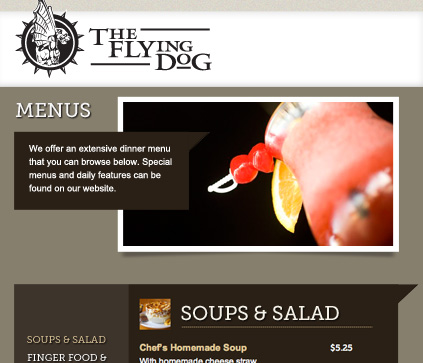 THE
FLYING
DOG
MENUS
We offer an extensive dinner menu
that you can browse below. Special
menus and daily features can be
found on our website.
SOUPS & SALAD
Chef's Homemade Soup $5.25
With homemade cheese straw
SOUPS & SALAD
FINGER FOOD &